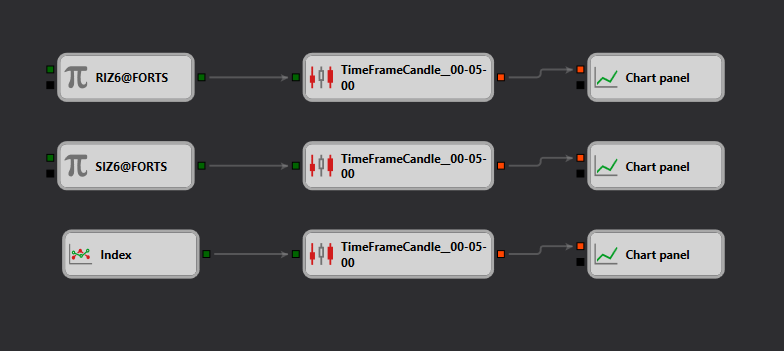 RIZ6@FORTS
TimeFrameCandle_00-05-
00
Chart panel
SIZ6@FORTS
TimeFrameCandle_00-05-
00
Chart panel
Index
TimeFrameCandle_00-05-
00
Chart panel